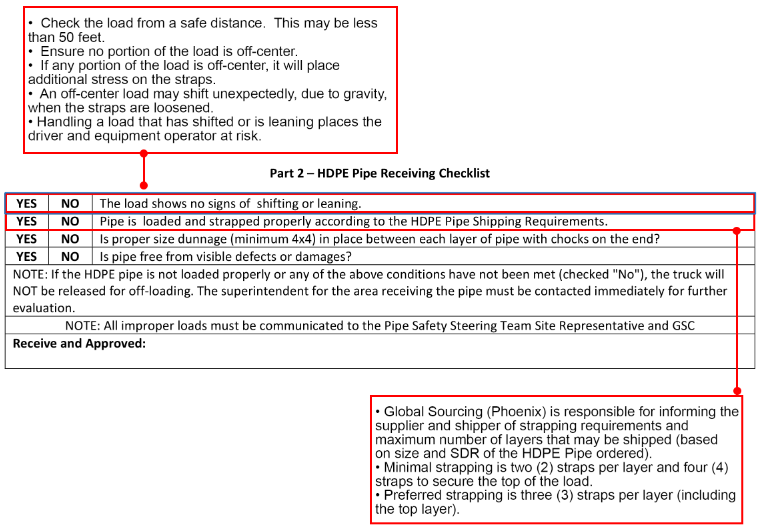 • Check the load from a safe distance.  This may be less
than 50 feet.
• Ensure no portion of the load is off-center.
• If any portion of the load is off-center, it will place
additional stress on the straps.
• An off-center load may shift unexpectedly, due to gravity,
when the straps are loosened.
• Handling a load that has shifted or is leaning places the
driver and equipment operator at risk.
Part 2 – HDPE Pipe Receiving Checklist
YES NO The load shows no signs of  shifting or leaning.
YES NO Pipe is  loaded and strapped properly according to the HDPE Pipe Shipping Requirements.
YES NO Is proper size dunnage (minimum 4x4) in place between each layer of pipe with chocks on the end?
YES NO Is pipe free from visible defects or damages?
NOTE: If the HDPE pipe is not loaded properly or any of the above conditions have not been met (checked "No"), the truck will
NOT be released for off-loading. The superintendent for the area receiving the pipe must be contacted immediately for further
evaluation.
NOTE: All improper loads must be communicated to the Pipe Safety Steering Team Site Representative and GSC
Receive and Approved:
• Global Sourcing (Phoenix) is responsible for informing the
supplier and shipper of strapping requirements and
maximum number of layers that may be shipped (based
on size and SDR of the HDPE Pipe ordered).
• Minimal strapping is two (2) straps per layer and four (4)
straps to secure the top of the load.
• Preferred strapping is three (3) straps per layer (including
the top layer).